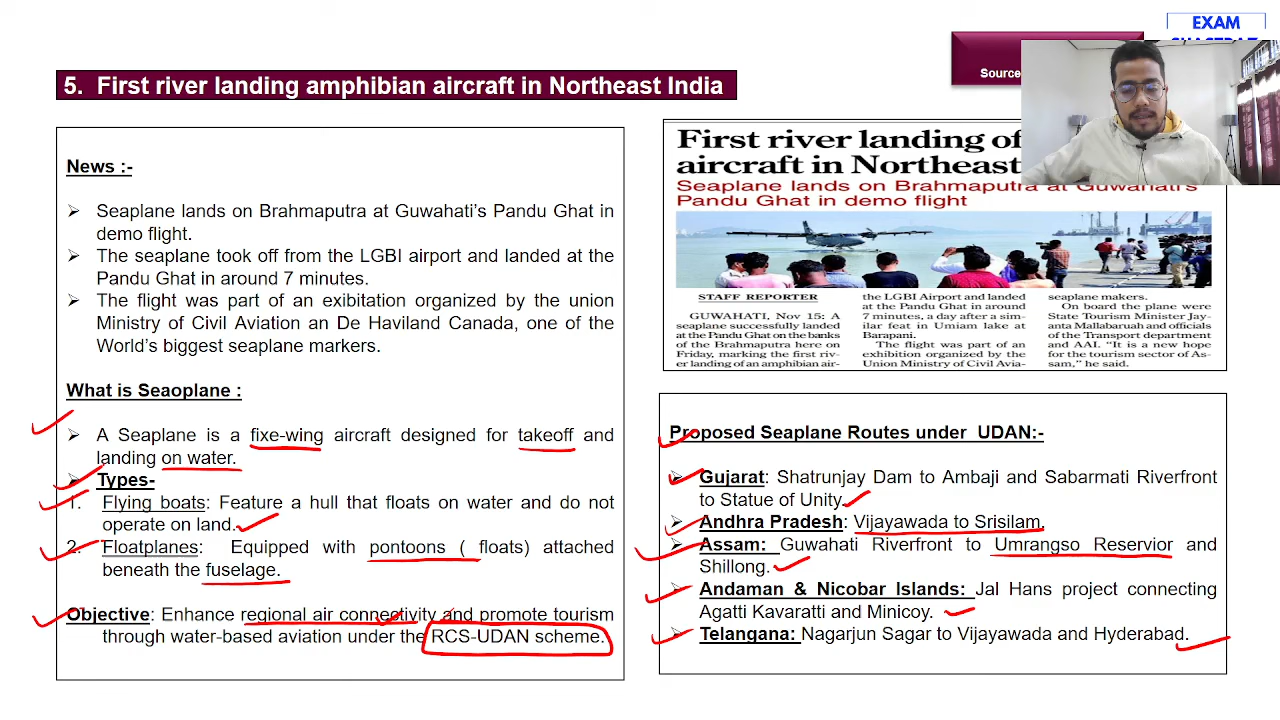 EXAM
Source
5. First river landing amphibian aircraft in Northeast India
News :-
Seaplane lands on Brahmaputra at Guwahati's Pandu Ghat in
demo flight.
The seaplane took off from the LGBI airport and landed at the
Pandu Ghat in around 7 minutes.
The flight was part of an exibitation organized by the union
Ministry of Civil Aviation an De Haviland Canada, one of the
World's biggest seaplane markers.
What is Seaoplane :
A Seaplane is a fixe-wing aircraft designed for takeoff and
landing on water.
Types-
1. Flying boats: Feature a hull that floats on water and do not
operate on land.
2. Floatplanes: Equipped with pontoons ( floats) attached
beneath the fuselage.
Objective: Enhance regional air connectivity and promote tourism
through water-based aviation under the RCS-UDAN scheme.
First river landing of
aircraft in Northeast
Seaplane lands on Brahmaputra at Guwahati's
Pandu Ghat in demo flight
STAFF REPORTER
GUWAHATI, Nov 15: A
seaplane successfully landed
at the Pandu Ghat on the banks
of the Brahmaputra here on
Friday, marking the first riv-
er landing of an amphibian air-
the LGBI Airport and landed
at the Pandu Ghat in around
7 minutes, a day after a sim-
ilar feat in Umiam lake at
Barapani.
The flight was part of an
exhibition organized by the
Union Ministry of Civil Avia-
seaplane makers.
On board the plane were
State Tourism Minister Jay-
anta Mallabaruah and officials
of the Transport department
and AAI. "It is a new hope
for the tourism sector of As-
sam," he said.
Proposed Seaplane Routes under UDAN:-
Gujarat: Shatrunjay Dam to Ambaji and Sabarmati Riverfront
to Statue of Unity.
Andhra Pradesh: Vijayawada to Srisilam.
Assam: Guwahati Riverfront to Umrangso Reservior and
Shillong.
Andaman & Nicobar Islands: Jal Hans project connecting
Agatti Kavaratti and Minicoy.
Telangana: Nagarjun Sagar to Vijayawada and Hyderabad.